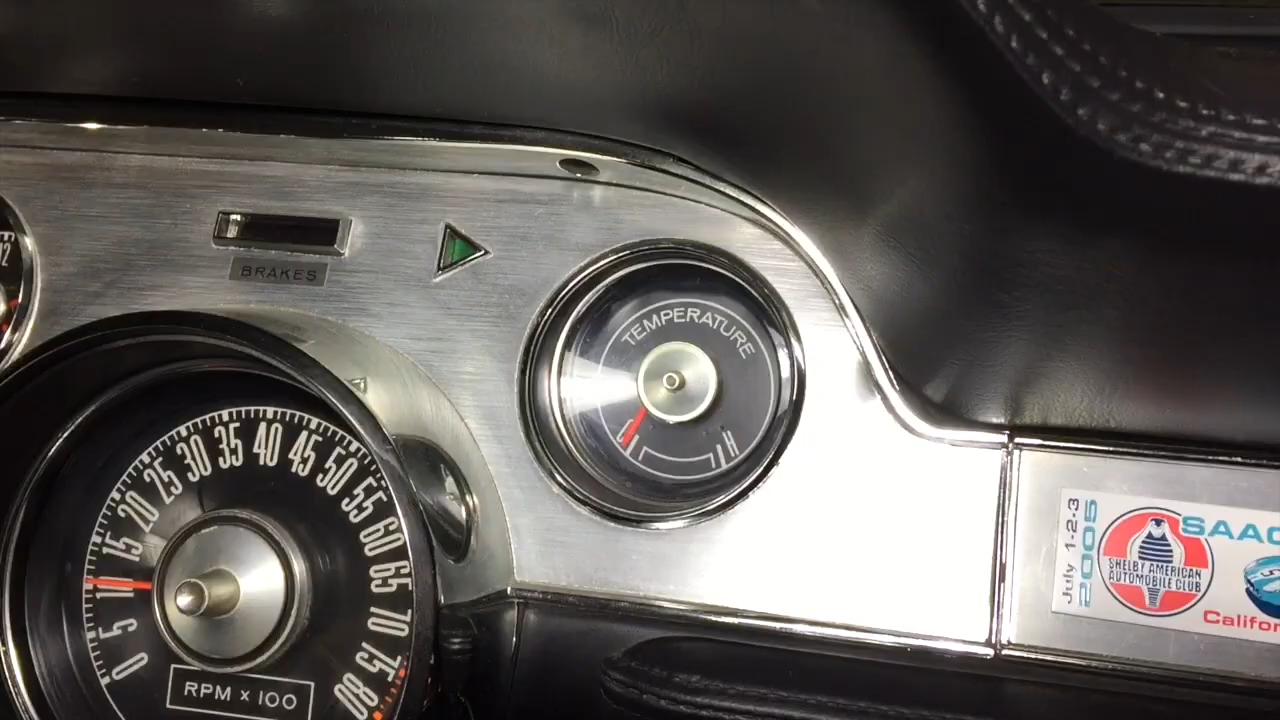 BRAKES
TEMPERATURE
C
H
0 5 10 15 20 25 30 35 40 45 50 55 60 65 70 75 80
RPM x 100
July 1-2-3
2005
SHELBY AMERICAN
AUTOMOBILE CLUB
SAAC